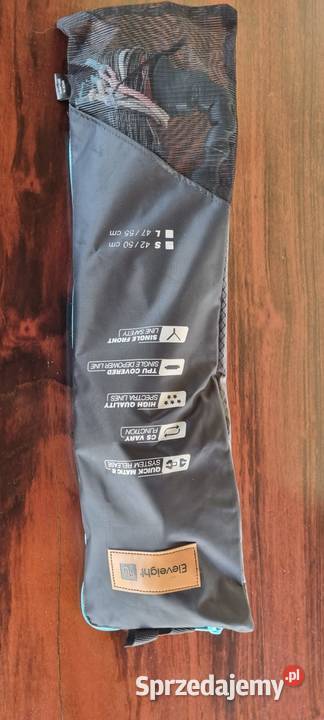 Eleveight
QUICK MATIC 6
SYSTEM RELEASE
CS VARY
FUNCTION
HIGH QUALITY
SPECTRA LINES
TPU COVERED
SINGLE DEPOWER LINE
SINGLE FRONT
LINE SAFETY
S 42 / 50 cm
L 47 / 55 cm
Sprzedajemy.pl